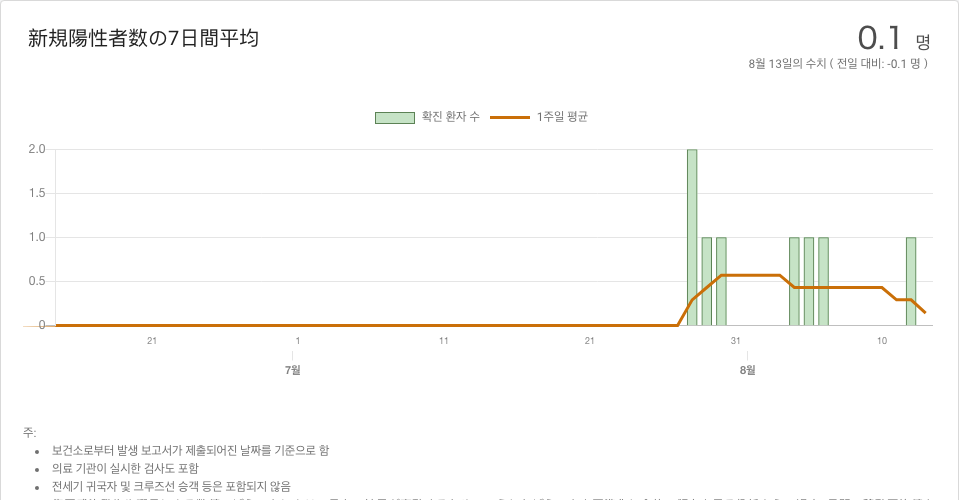 新規陽性者数の7日間平均
0.1 명
8월 13일의 수치 ( 전일 대비: -0.1 명 )
확진 환자 수 1주일 평균
2.0
1.5
1.0
0.5
0
21 1 11 21 31 10
7월 8월
주:
보건소로부터 발생 보고서가 제출되어진 날짜를 기준으로 함
의료 기관이 실시한 검사도 포함
전세기 귀국자 및 크루즈선 승객 등은 포함되지 않음